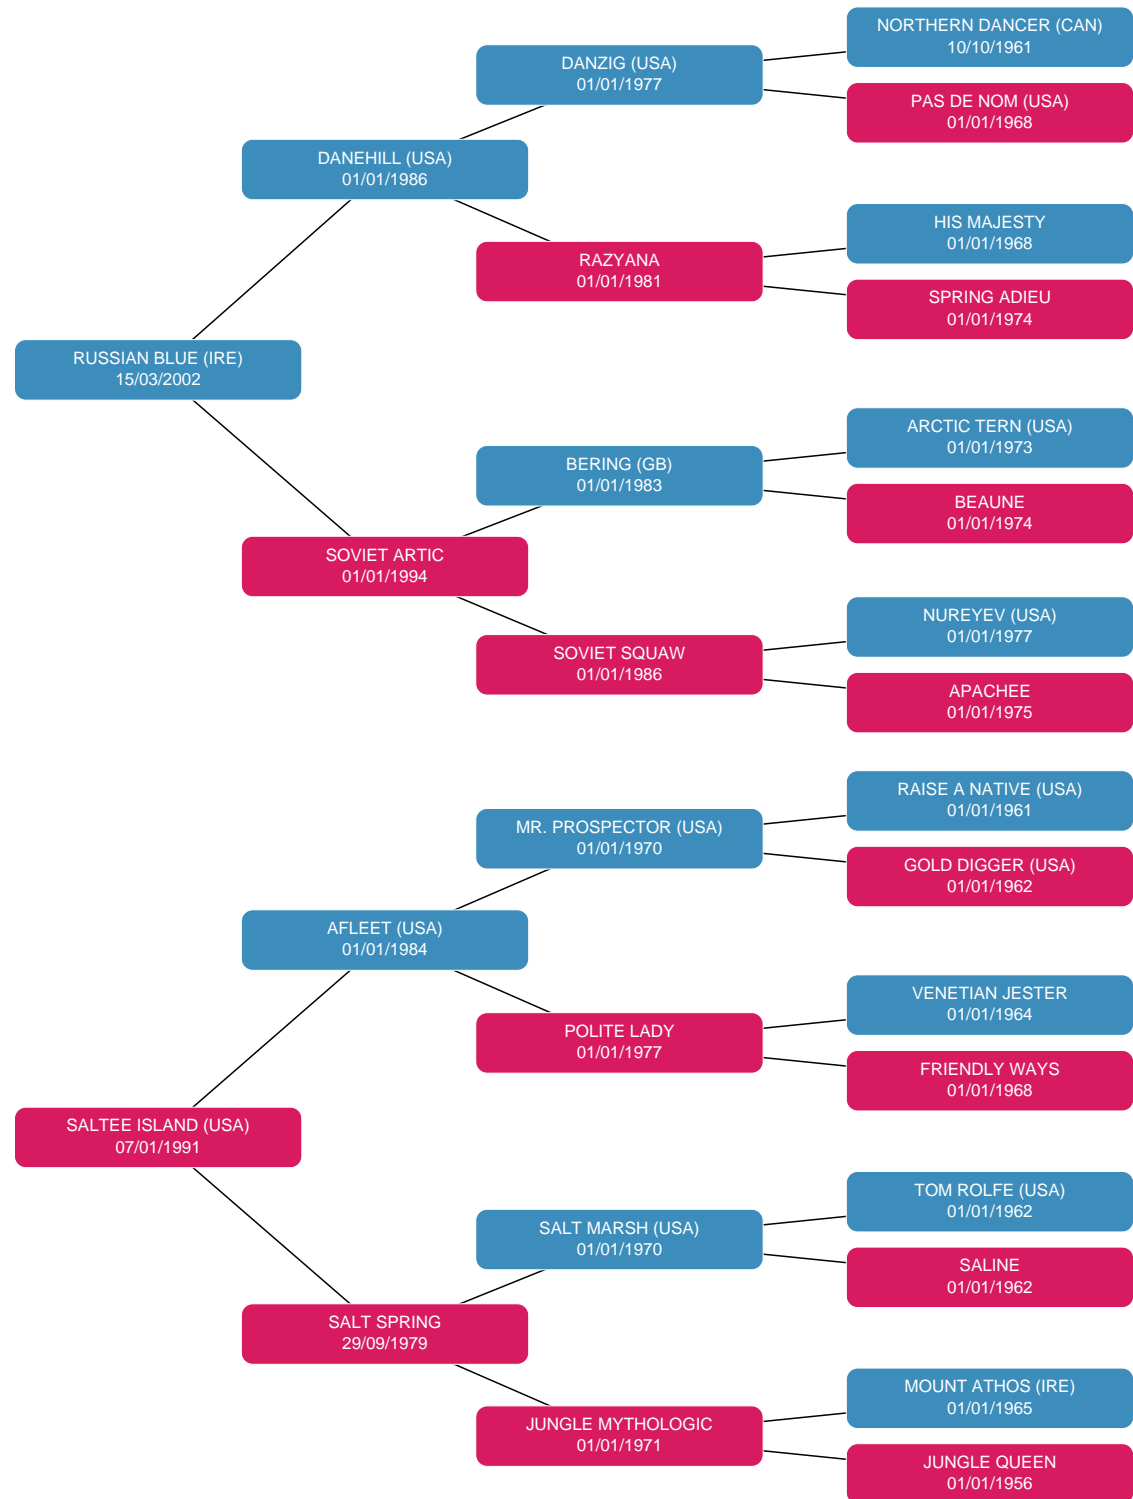 NORTHERN DANCER (CAN)
10/10/1961
DANZIG (USA)
01/01/1977
PAS DE NOM (USA)
01/01/1968
DANEHILL (USA)
01/01/1986
HIS MAJESTY
01/01/1968
RAZYANA
01/01/1981
SPRING ADIEU
01/01/1974
RUSSIAN BLUE (IRE)
15/03/2002
ARCTIC TERN (USA)
01/01/1973
BERING (GB)
01/01/1983
BEAUNE
01/01/1974
SOVIET ARTIC
01/01/1994
NUREYEV (USA)
01/01/1977
SOVIET SQUAW
01/01/1986
APACHEE
01/01/1975
RAISE A NATIVE (USA)
01/01/1961
MR. PROSPECTOR (USA)
01/01/1970
GOLD DIGGER (USA)
01/01/1962
AFLEET (USA)
01/01/1984
VENETIAN JESTER
01/01/1964
POLITE LADY
01/01/1977
FRIENDLY WAYS
01/01/1968
SALTEE ISLAND (USA)
07/01/1991
TOM ROLFE (USA)
01/01/1962
SALT MARSH (USA)
01/01/1970
SALINE
01/01/1962
SALT SPRING
29/09/1979
MOUNT ATHOS (IRE)
01/01/1965
JUNGLE MYTHOLOGIC
01/01/1971
JUNGLE QUEEN
01/01/1956